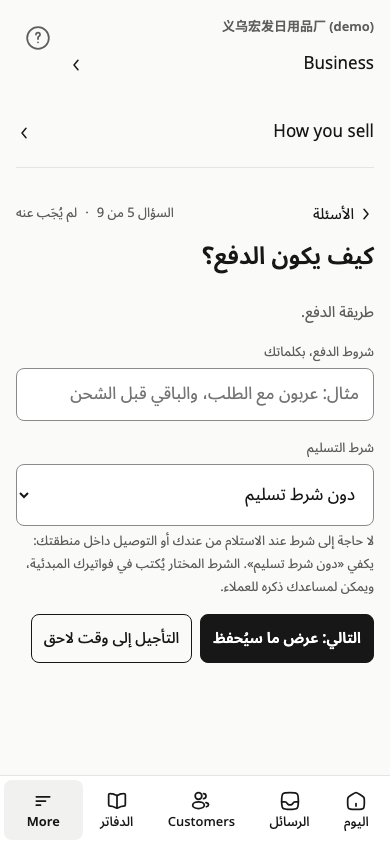 义乌宏发日用品厂 (demo)
Business
How you sell
الأسئلة
السؤال 5 من 9 · لم يُجَب عنه
كيف يكون الدفع؟
طريقة الدفع.
شروط الدفع، بكلماتك
مثال: عربون مع الطلب، والباقي قبل الشحن
شرط التسليم
دون شرط تسليم
لا حاجة إلى شرط عند الاستلام من عندك أو التوصيل داخل منطقتك:
يكفي «دون شرط تسليم». الشرط المختار يُكتب في فواتيرك المبدئية،
ويمكن لمساعدك ذكره للعملاء.
التالي: عرض ما سيُحفظ
التأجيل إلى وقت لاحق
اليوم
الرسائل
Customers
الدفاتر
More